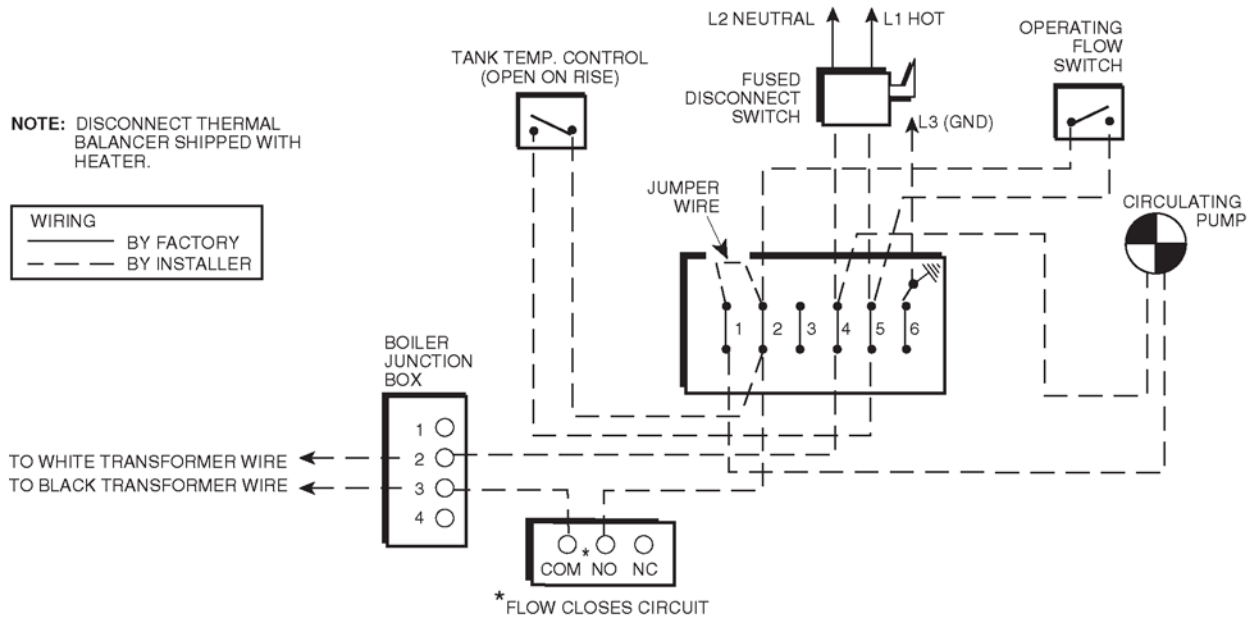 L2 NEUTRAL
L1 HOT
OPERATING
FLOW
SWITCH
TANK TEMP. CONTROL
(OPEN ON RISE)
FUSED
DISCONNECT
SWITCH
L3 (GND)
NOTE: DISCONNECT THERMAL
BALANCER SHIPPED WITH
HEATER.
JUMPER
WIRE
CIRCULATING
PUMP
WIRING
BY FACTORY
BY INSTALLER
1 2 3 4 5 6
BOILER
JUNCTION
BOX
1
2
3
4
TO WHITE TRANSFORMER WIRE
TO BLACK TRANSFORMER WIRE
COM * NO NC
*FLOW CLOSES CIRCUIT